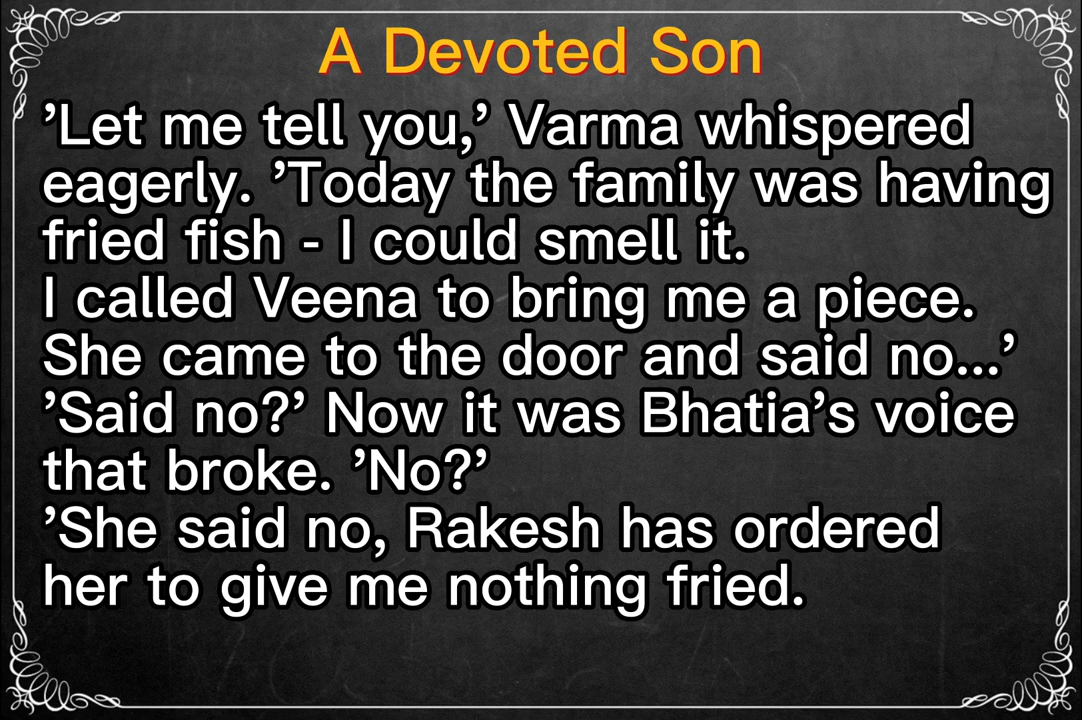 A Devoted Son
’Let me tell you,’ Varma whispered
eagerly. ’Today the family was having
fried fish - I could smell it.
I called Veena to bring me a piece.
She came to the door and said no...’
’Said no?’ Now it was Bhatia’s voice
that broke. ’No?’
’She said no, Rakesh has ordered
her to give me nothing fried.